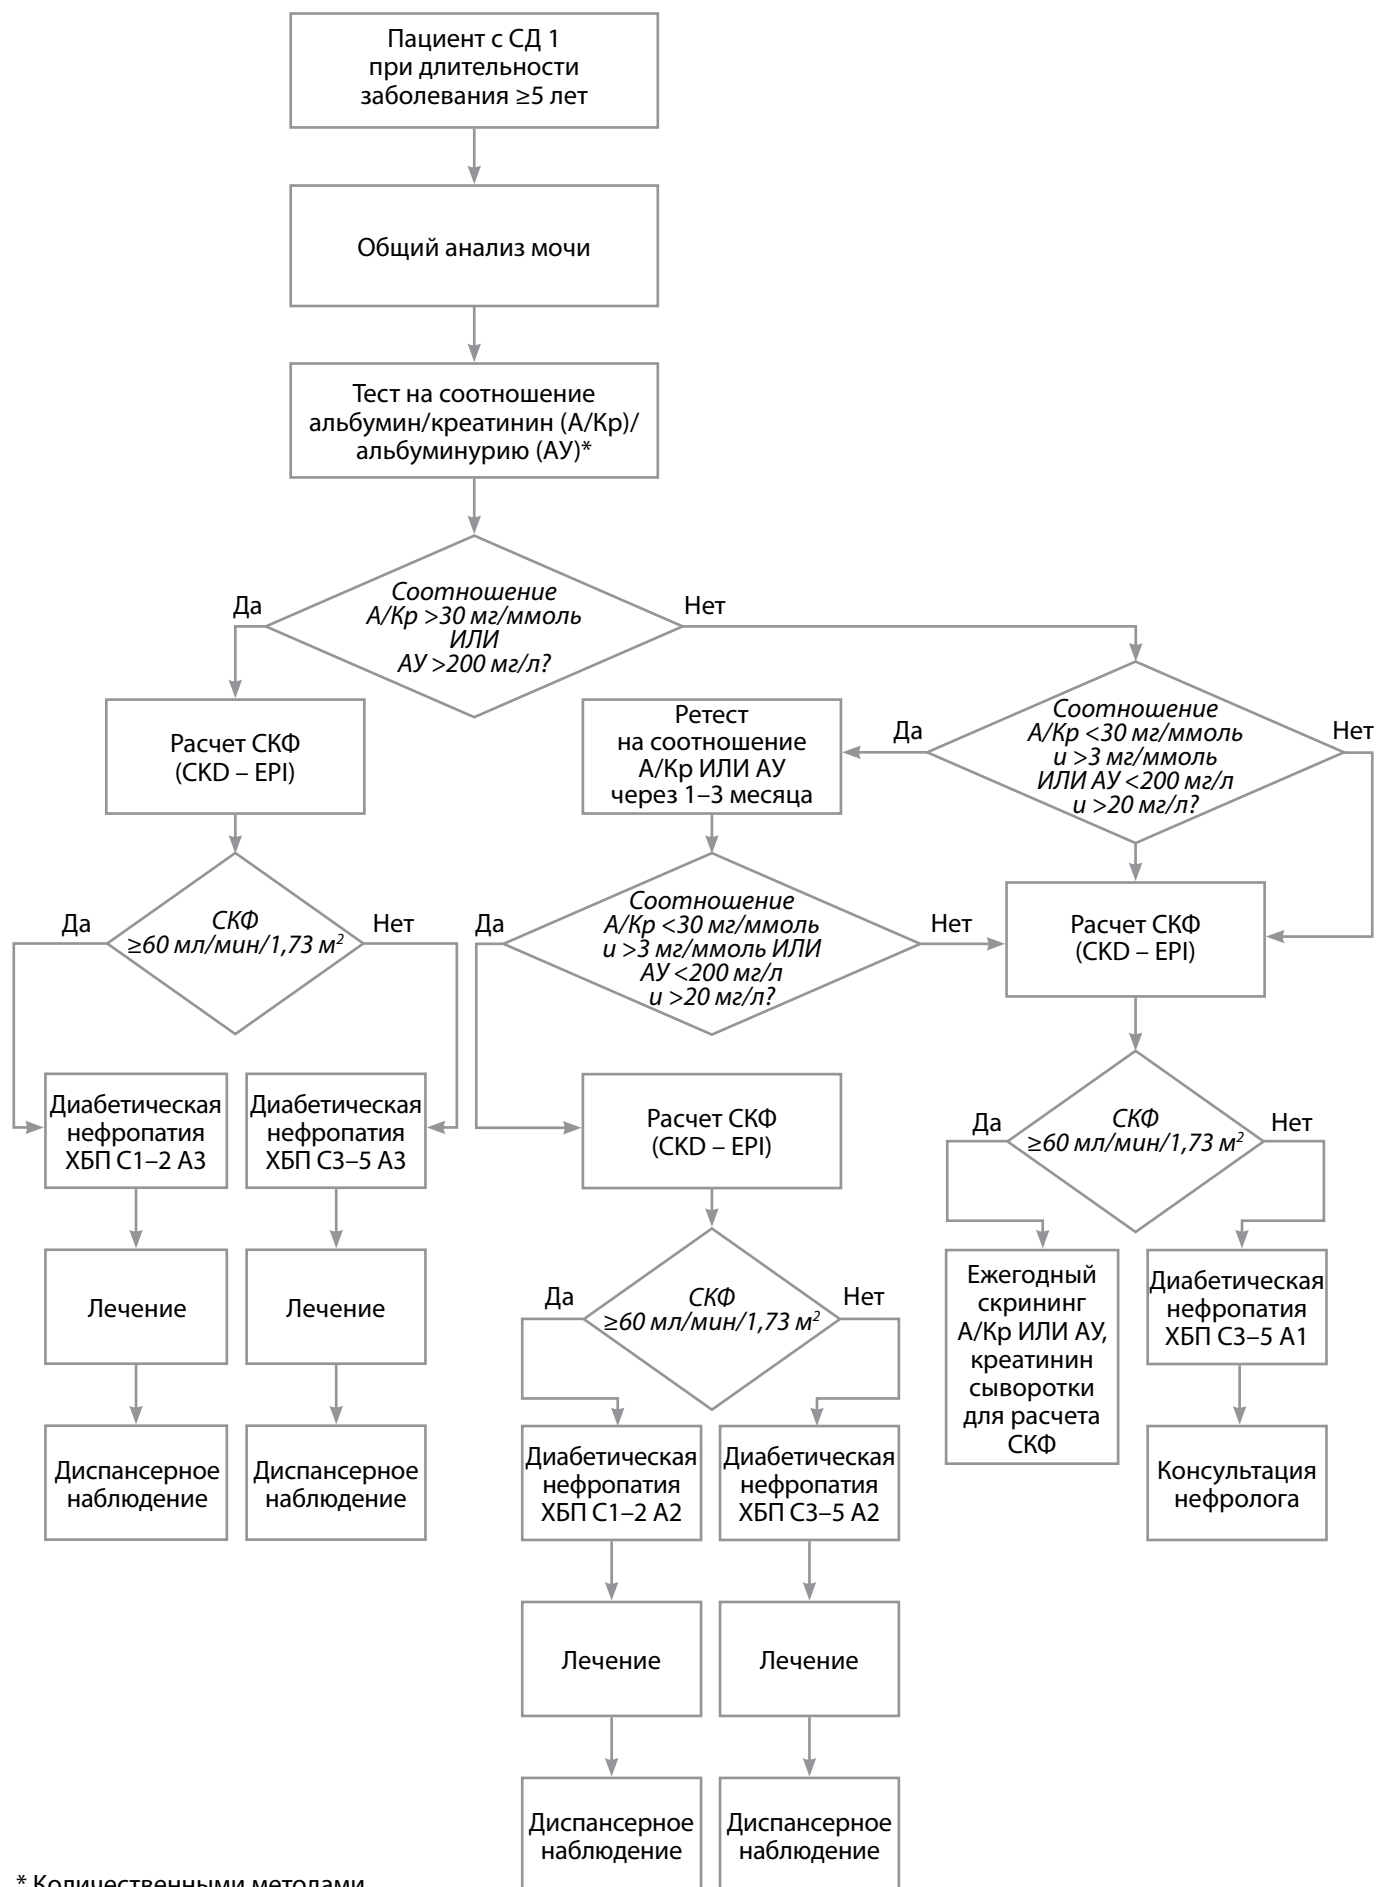 Пациент с СД 1
при длительности
заболевания ≥5 лет
Общий анализ мочи
Тест на соотношение
альбумин/креатинин (А/Кр)/
альбуминурию (АУ)*
Соотношение
А/Кр >30 мг/ммоль
ИЛИ
АУ >200 мг/л?
Да
Нет
Расчет СКФ
(CKD – EPI)
Ретест
на соотношение
А/Кр ИЛИ АУ
через 1–3 месяца
Да
Соотношение
А/Кр <30 мг/ммоль
и >3 мг/ммоль
ИЛИ АУ <200 мг/л
и >20 мг/л?
Нет
Да
СКФ
≥60 мл/мин/1,73 м²
Нет
Да
Соотношение
А/Кр <30 мг/ммоль
и >3 мг/ммоль ИЛИ
АУ <200 мг/л
и >20 мг/л?
Нет
Расчет СКФ
(CKD – EPI)
Диабетическая
нефропатия
ХБП С1–2 А3
Диабетическая
нефропатия
ХБП С3–5 А3
Расчет СКФ
(CKD – EPI)
Да
СКФ
≥60 мл/мин/1,73 м²
Нет
Лечение
Лечение
Да
СКФ
≥60 мл/мин/1,73 м²
Нет
Ежегодный
скрининг
А/Кр ИЛИ АУ,
креатинин
сыворотки
для расчета
СКФ
Диабетическая
нефропатия
ХБП С3–5 А1
Диспансерное
наблюдение
Диспансерное
наблюдение
Диабетическая
нефропатия
ХБП С1–2 А2
Диабетическая
нефропатия
ХБП С3–5 А2
Консультация
нефролога
Лечение
Лечение
Диспансерное
наблюдение
Диспансерное
наблюдение
* Количественными методами